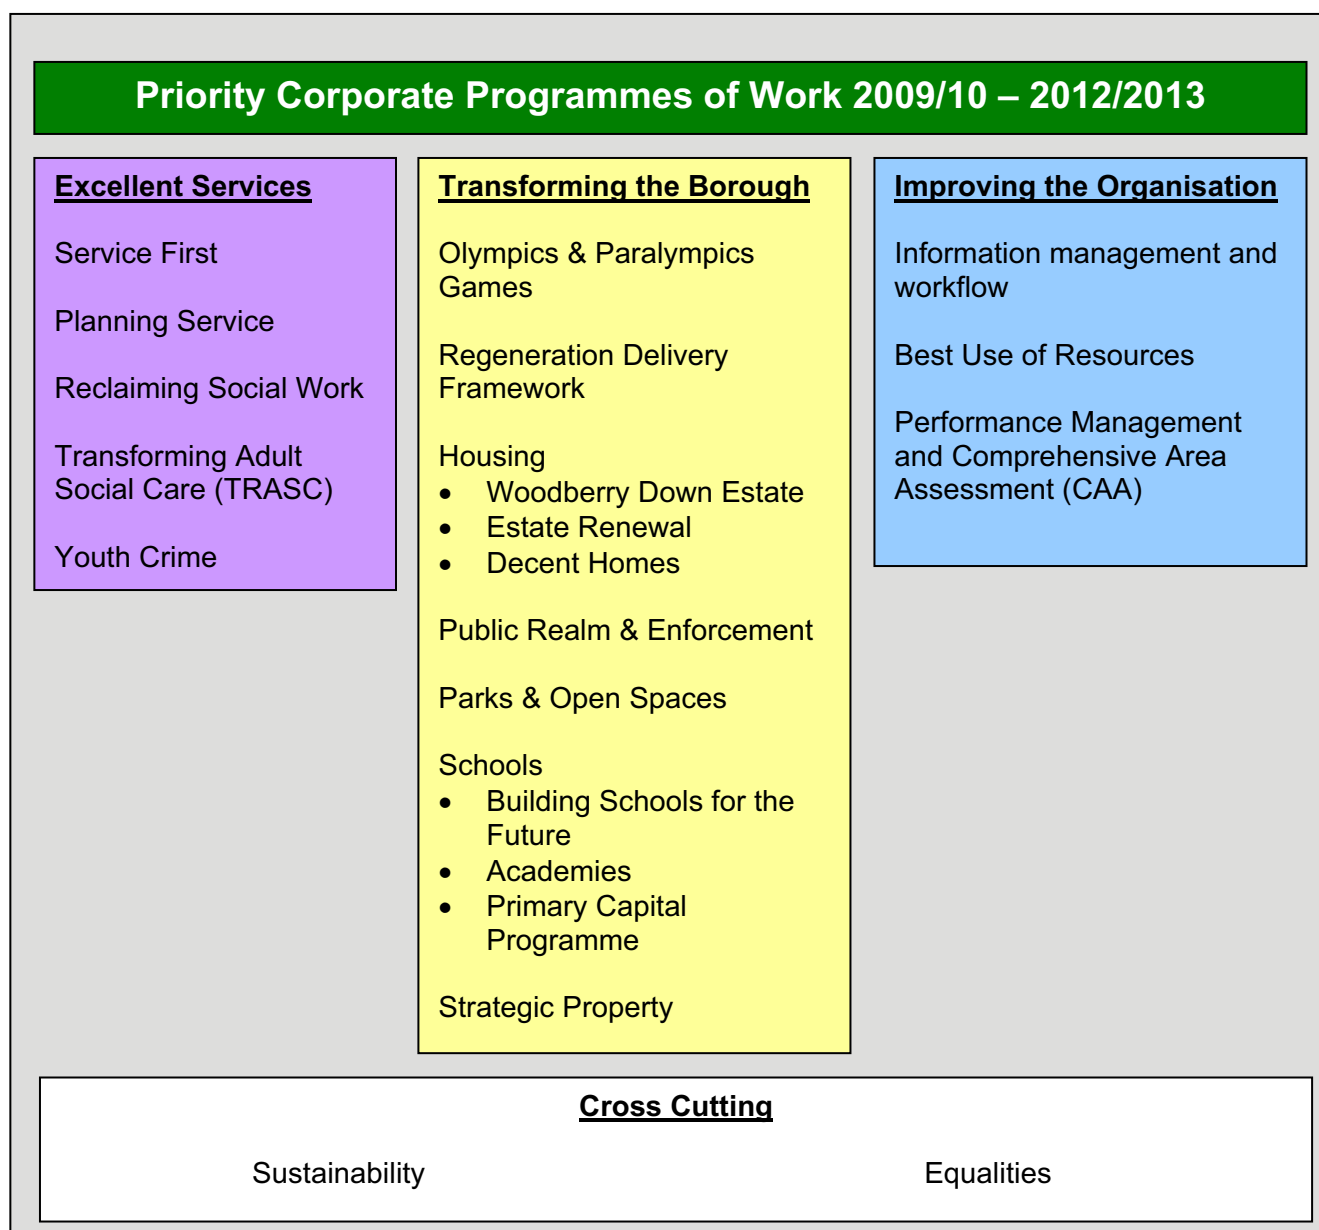 Priority Corporate Programmes of Work 2009/10 – 2012/2013
Excellent Services
Service First
Planning Service
Reclaiming Social Work
Transforming Adult
Social Care (TRASC)
Youth Crime
Transforming the Borough
Olympics & Paralympics
Games
Regeneration Delivery
Framework
Housing
• Woodberry Down Estate
• Estate Renewal
• Decent Homes
Public Realm & Enforcement
Parks & Open Spaces
Schools
• Building Schools for the
Future
• Academies
• Primary Capital
Programme
Strategic Property
Improving the Organisation
Information management and
workflow
Best Use of Resources
Performance Management
and Comprehensive Area
Assessment (CAA)
Cross Cutting
Sustainability Equalities